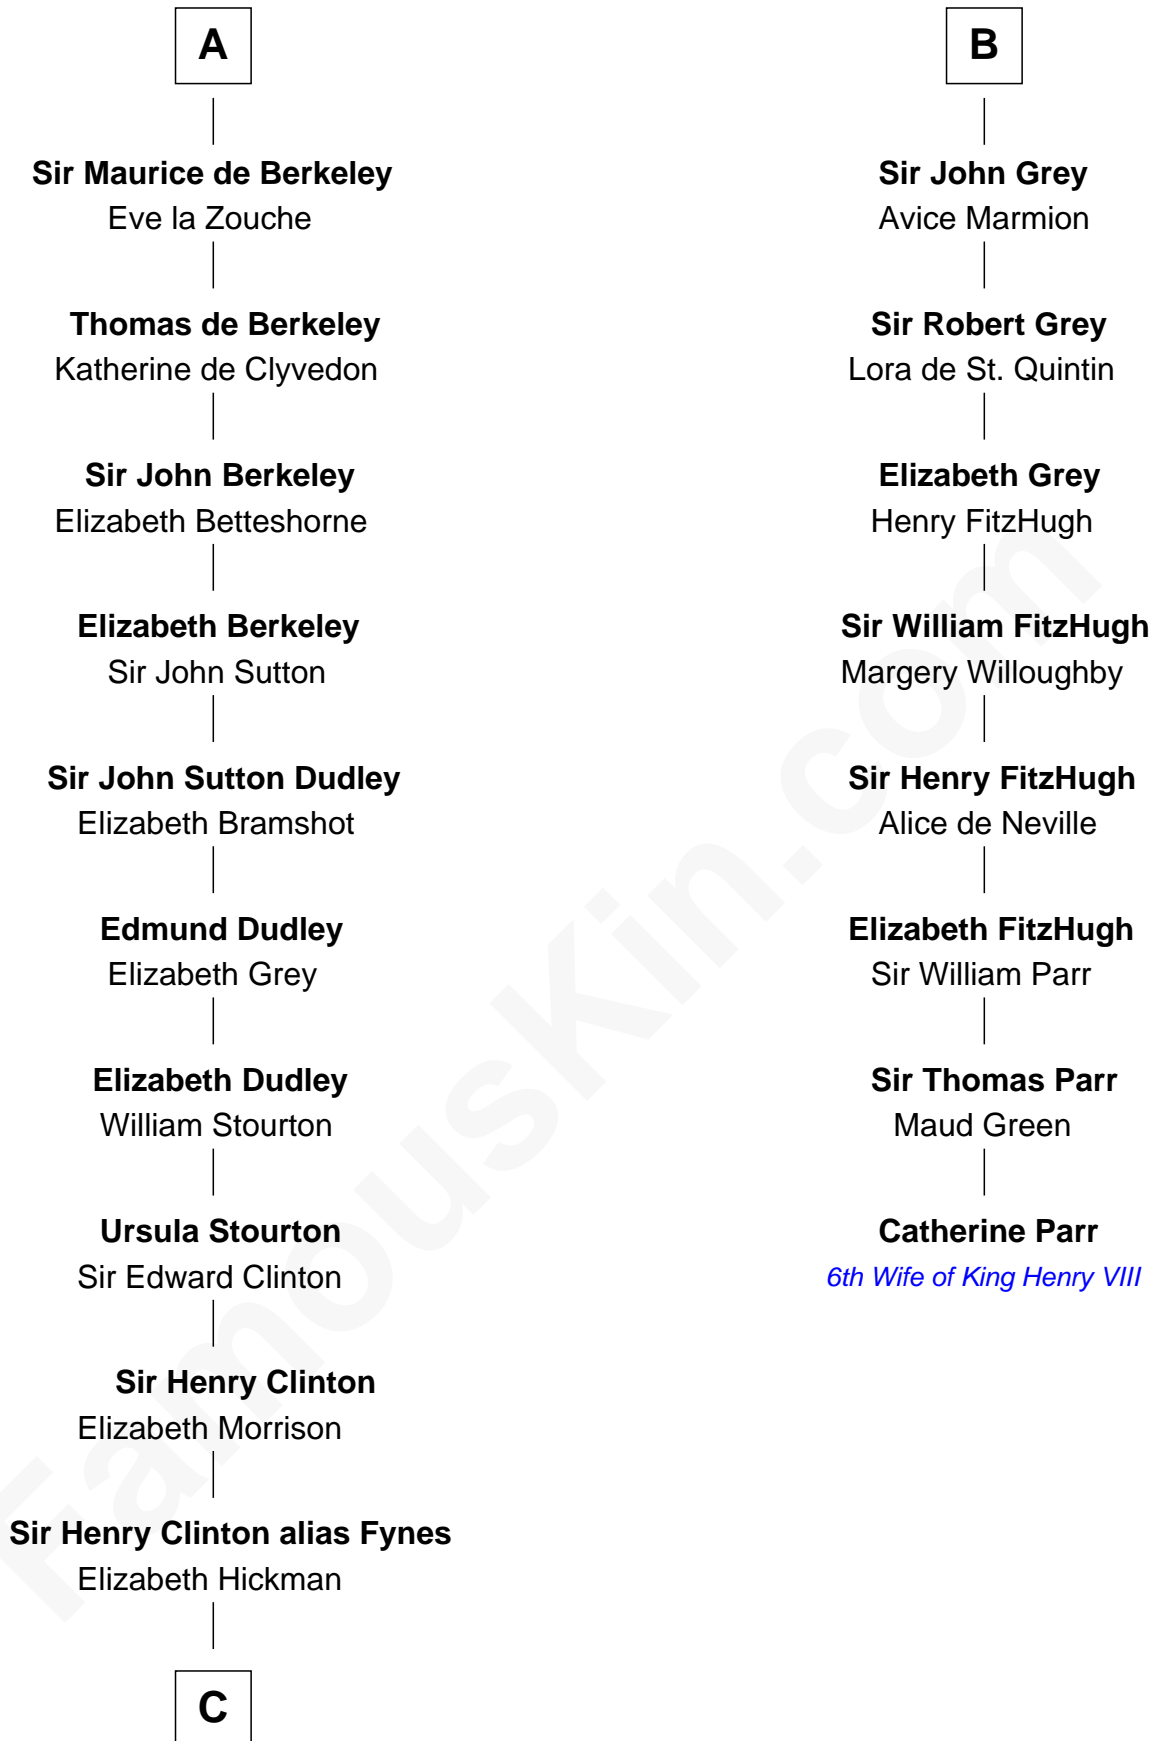 A
Sir Maurice de Berkeley
Eve la Zouche
Thomas de Berkeley
Katherine de Clyvedon
Sir John Berkeley
Elizabeth Betteshorne
Elizabeth Berkeley
Sir John Sutton
Sir John Sutton Dudley
Elizabeth Bramshot
Edmund Dudley
Elizabeth Grey
Elizabeth Dudley
William Stourton
Ursula Stourton
Sir Edward Clinton
Sir Henry Clinton
Elizabeth Morrison
Sir Henry Clinton alias Fynes
Elizabeth Hickman
C
B
Sir John Grey
Avice Marmion
Sir Robert Grey
Lora de St. Quintin
Elizabeth Grey
Henry FitzHugh
Sir William FitzHugh
Margery Willoughby
Sir Henry FitzHugh
Alice de Neville
Elizabeth FitzHugh
Sir William Parr
Sir Thomas Parr
Maud Green
Catherine Parr
6th Wife of King Henry VIII
FamousKin.com